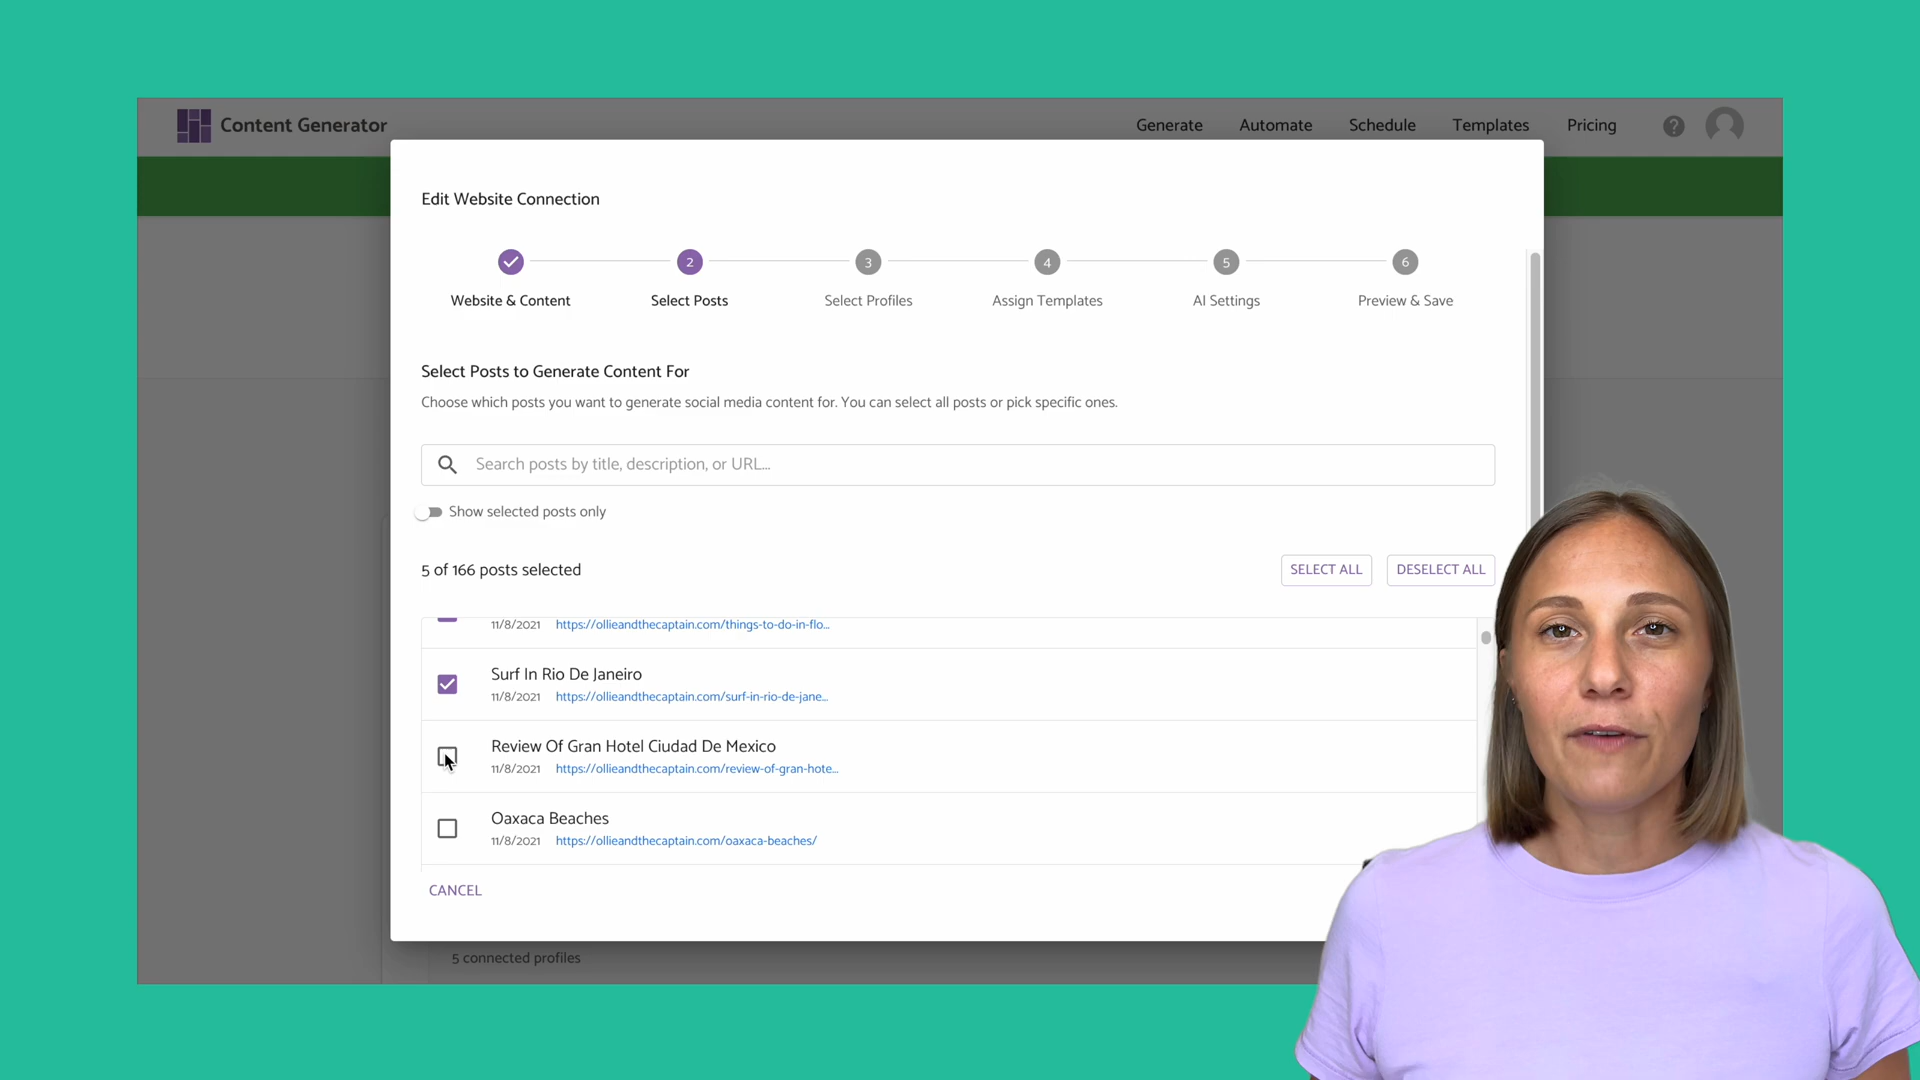 Content Generator
Generate Automate Schedule Templates Pricing ?
Edit Website Connection
2 3 4 5 6
Website & Content Select Posts Select Profiles Assign Templates AI Settings Preview & Save
Select Posts to Generate Content For
Choose which posts you want to generate social media content for. You can select all posts or pick specific ones.
Search posts by title, description, or URL...
Show selected posts only
5 of 166 posts selected SELECT ALL DESELECT ALL
11/8/2021 https://ollieandthecaptain.com/things-to-do-in-flo...
Surf In Rio De Janeiro
11/8/2021 https://ollieandthecaptain.com/surf-in-rio-de-jane...
Review Of Gran Hotel Ciudad De Mexico
11/8/2021 https://ollieandthecaptain.com/review-of-gran-hote...
Oaxaca Beaches
11/8/2021 https://ollieandthecaptain.com/oaxaca-beaches/
CANCEL
5 connected profiles